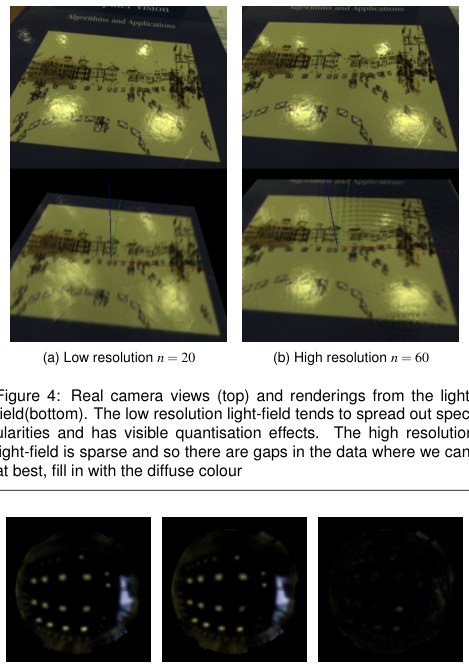 Algorithms and Applications
Algorithms and Applications
(a) Low resolution n = 20
(b) High resolution n = 60
Figure 4: Real camera views (top) and renderings from the light
field(bottom). The low resolution light-field tends to spread out spec
ularities and has visible quantisation effects. The high resolution
light-field is sparse and so there are gaps in the data where we can
at best, fill in with the diffuse colour